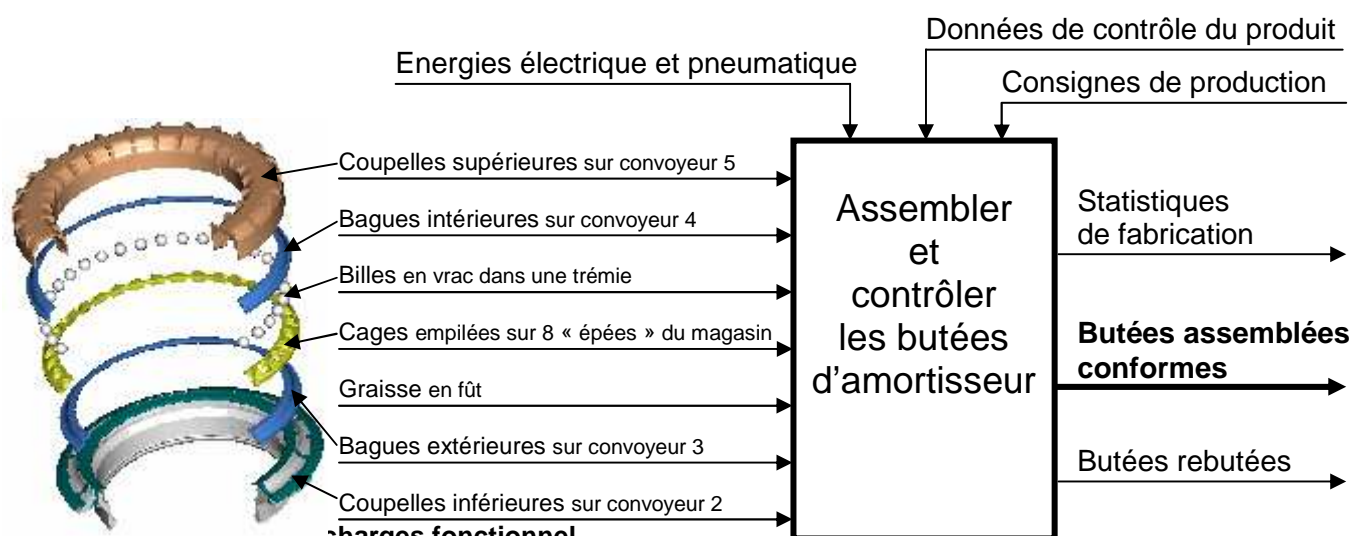 Données de contrôle du produit
Energies électrique et pneumatique
Consignes de production
Coupelles supérieures sur convoyeur 5
Bagues intérieures sur convoyeur 4
Billes en vrac dans une trémie
Cages empilées sur 8 « épées » du magasin
Graisse en fût
Bagues extérieures sur convoyeur 3
Coupelles inférieures sur convoyeur 2
Assembler
et
contrôler
les butées
d'amortisseur
Statistiques
de fabrication
Butées assemblées
conformes
Butées rebutées
charges fonctionnel